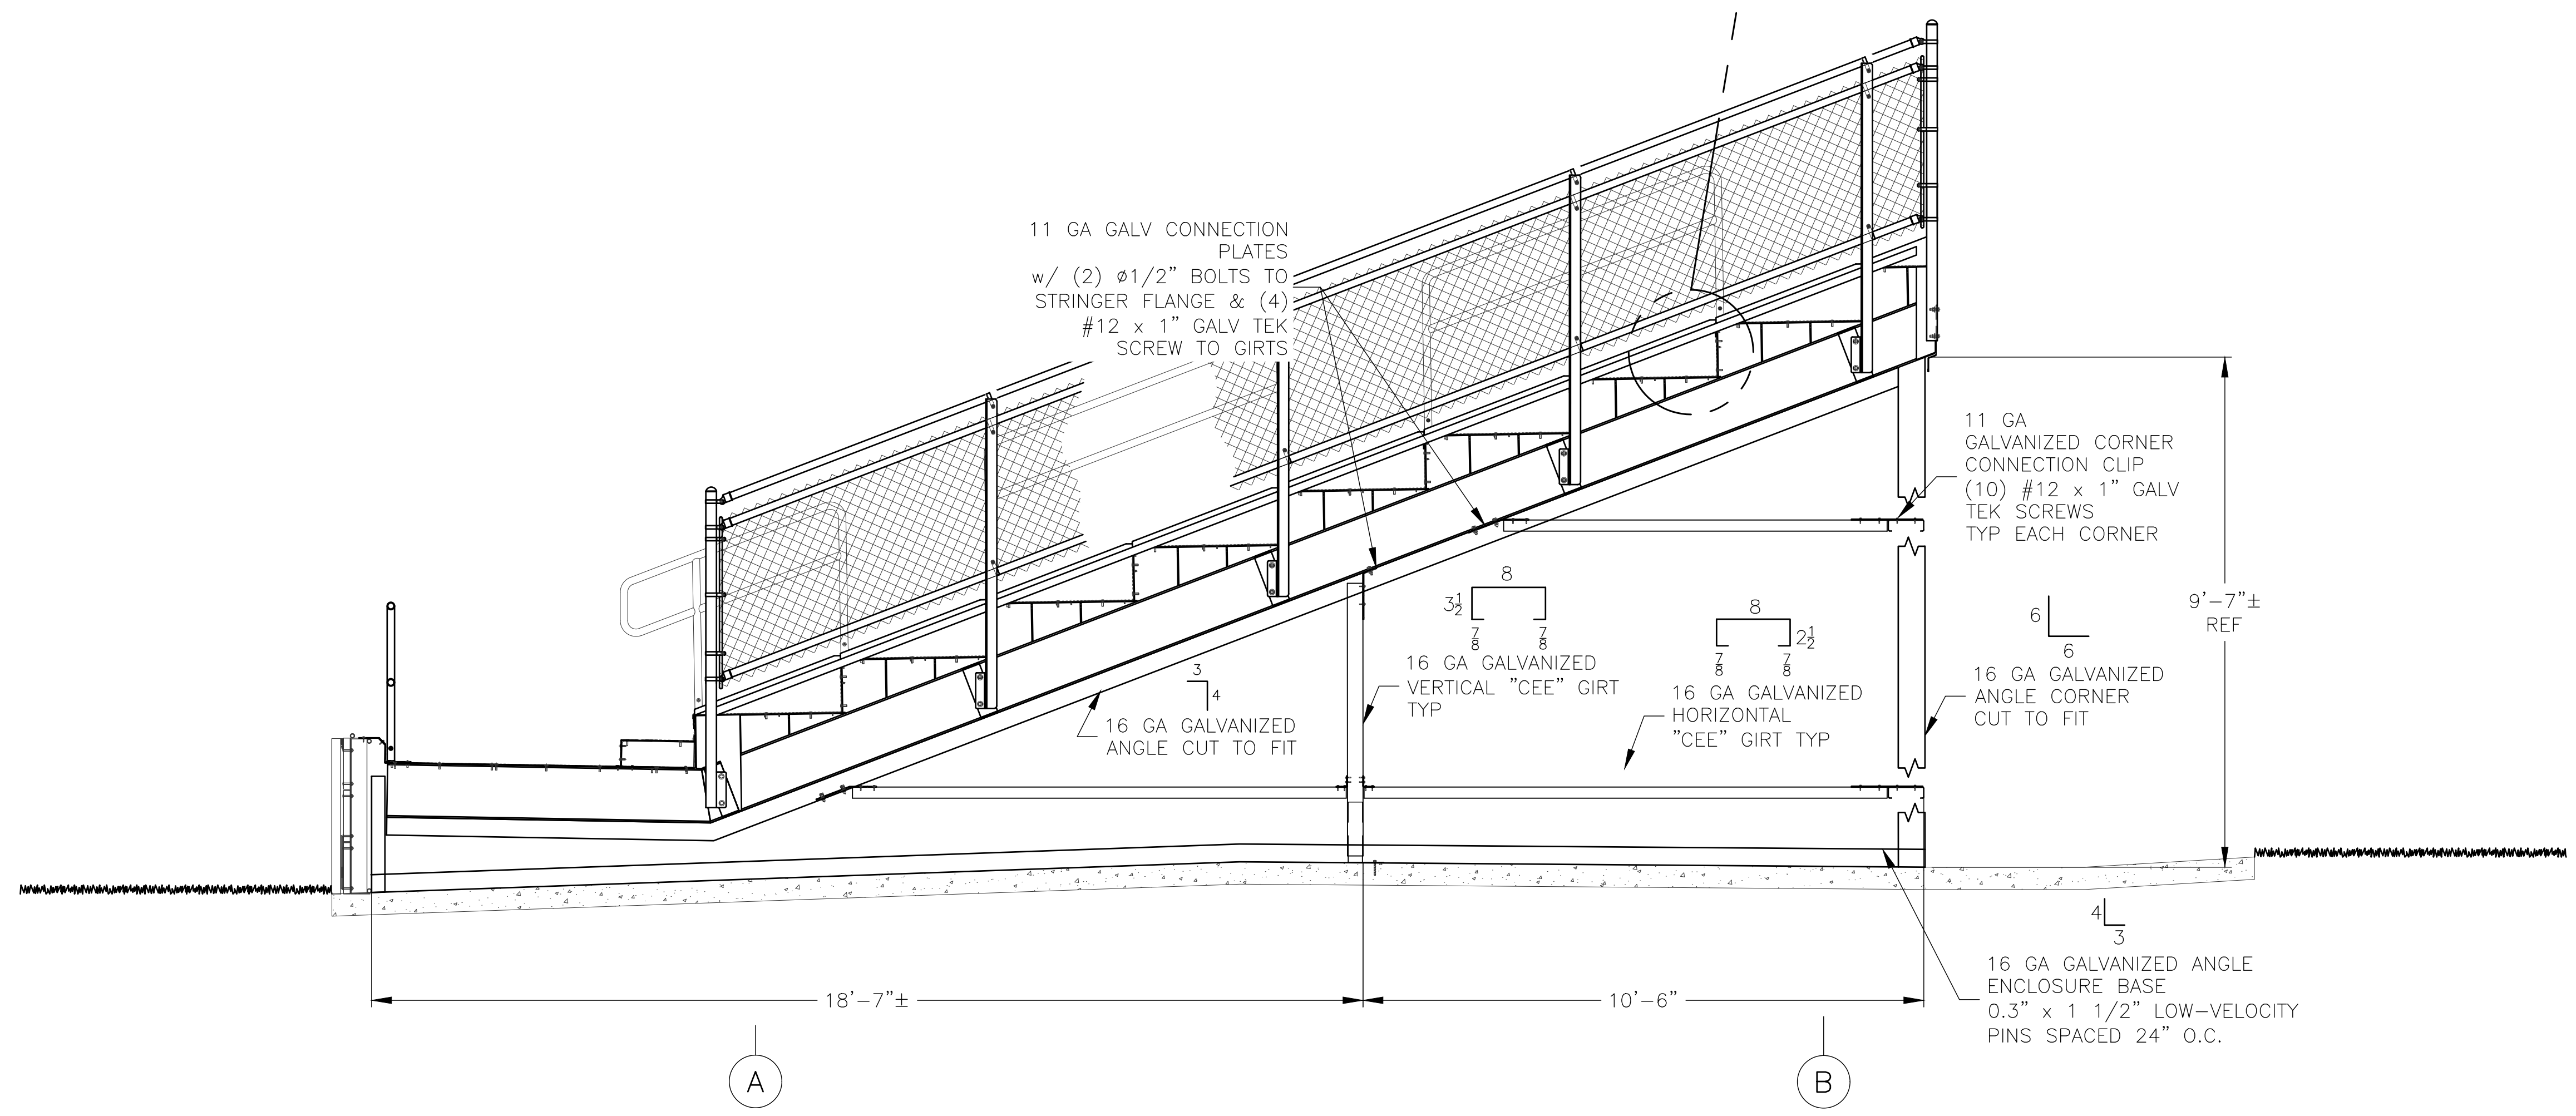 11 GA GALV CONNECTION
PLATES
w/ (2) ø1/2" BOLTS TO
STRINGER FLANGE & (4)
#12 x 1" GALV TEK
SCREW TO GIRTS
11 GA
GALVANIZED CORNER
CONNECTION CLIP
(10) #12 x 1" GALV
TEK SCREWS
TYP EACH CORNER
8
3 1/2
7/8 7/8
16 GA GALVANIZED
VERTICAL "CEE" GIRT
TYP
8
2 1/2
7/8 7/8
16 GA GALVANIZED
HORIZONTAL
"CEE" GIRT TYP
6
6
16 GA GALVANIZED
ANGLE CORNER
CUT TO FIT
9'-7"±
REF
3
4
16 GA GALVANIZED
ANGLE CUT TO FIT
4
3
16 GA GALVANIZED ANGLE
ENCLOSURE BASE
0.3" x 1 1/2" LOW-VELOCITY
PINS SPACED 24" O.C.
18'-7"±
10'-6"
A
B